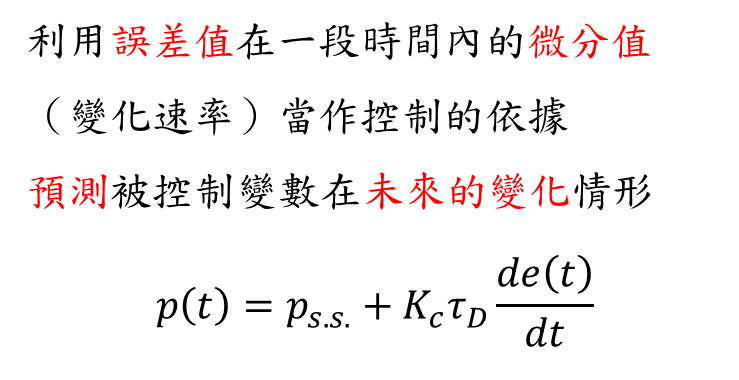 利用誤差值在一段時間內的微分值
（變化速率）當作控制的依據
預測被控制變數在未來的變化情形
p(t) = p_{s.s.} + K_c τ_D \frac{de(t)}{dt}